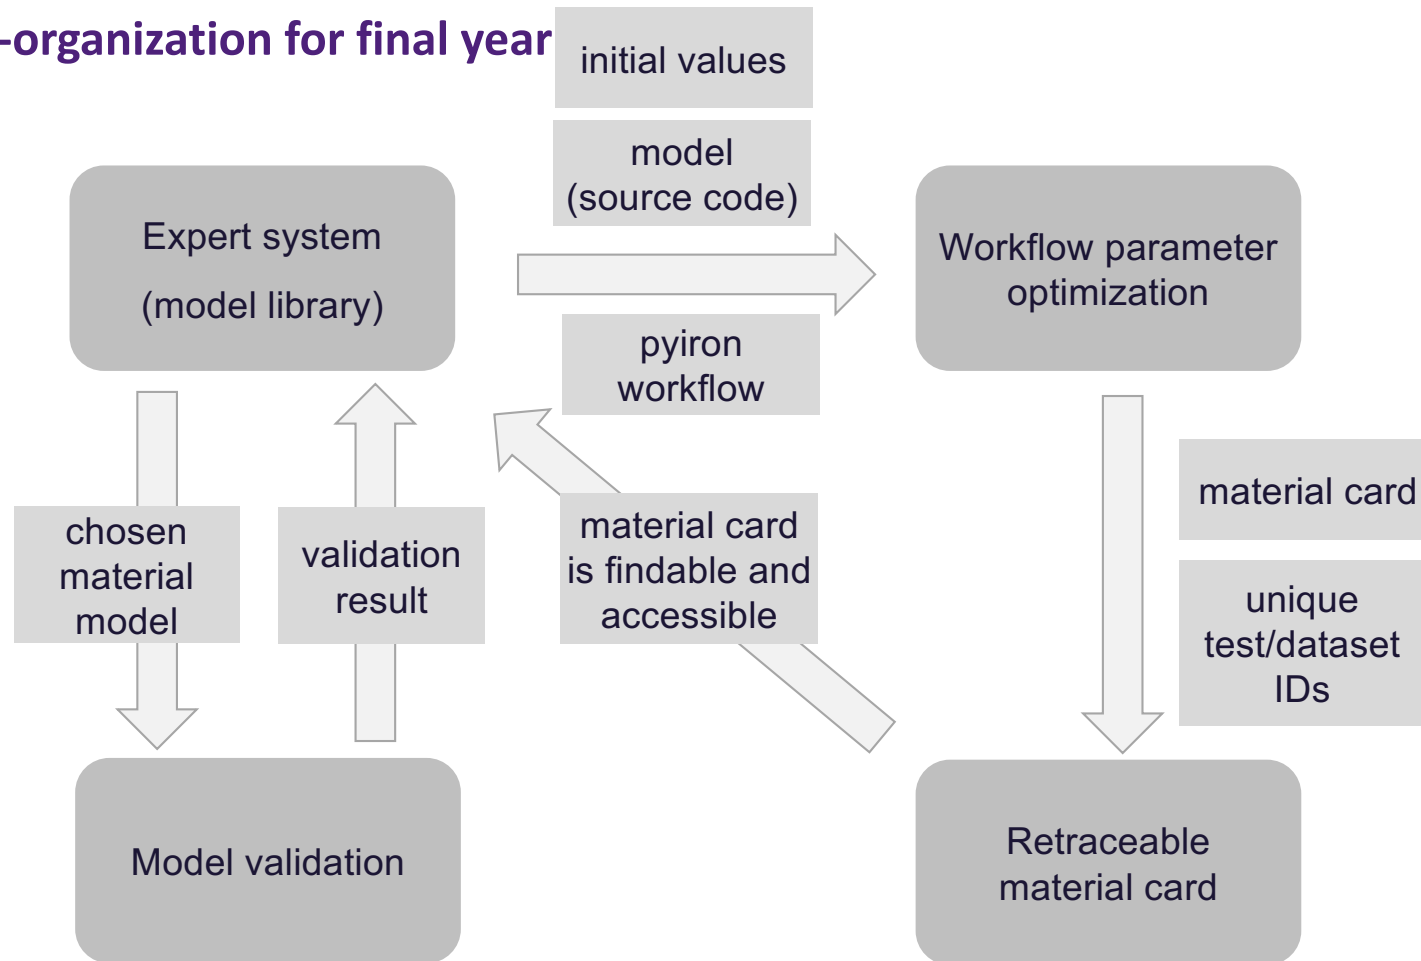 -organization for final year
initial values
model
(source code)
Expert system
(model library)
Workflow parameter
optimization
pyiron
workflow
chosen
material
model
validation
result
material card
is findable and
accessible
material card
unique
test/dataset
IDs
Model validation
Retraceable
material card